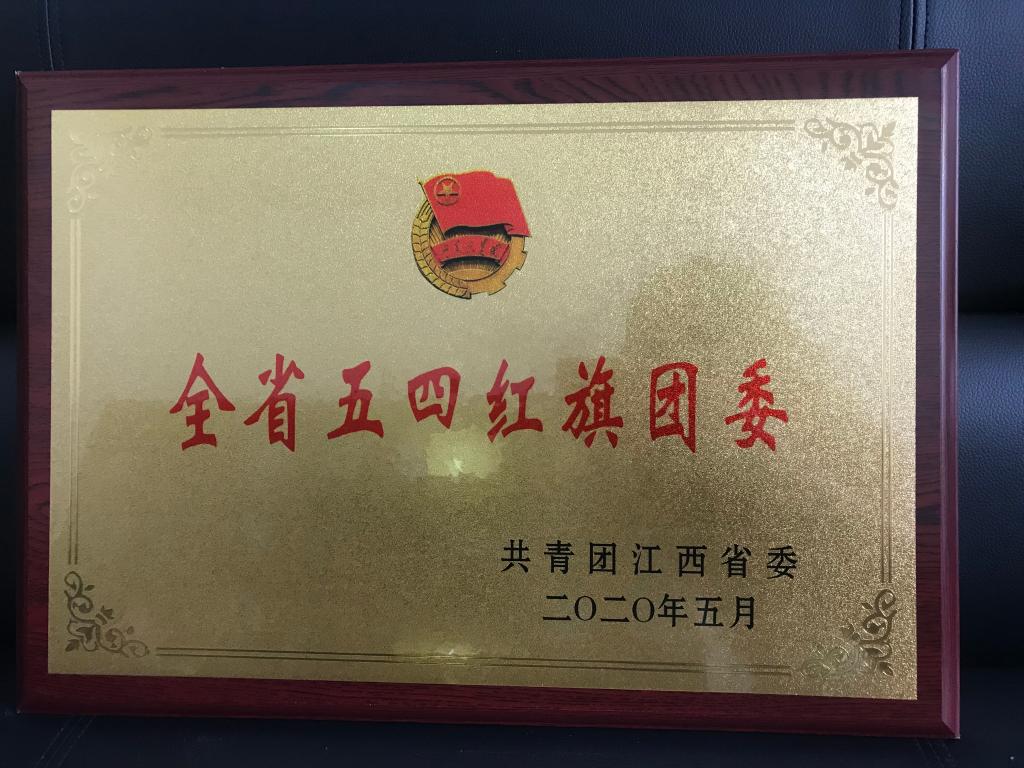 全省五四红旗团委
共青团江西省委
二〇二〇年五月